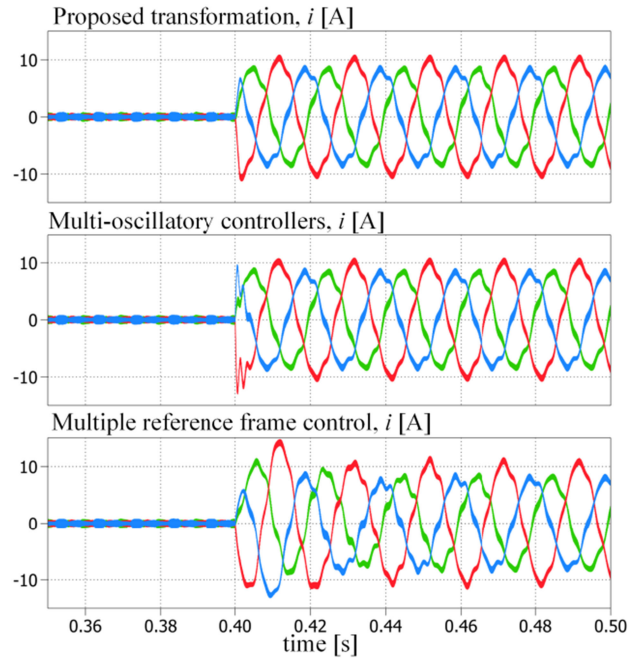 Proposed transformation, i [A]
10
0
-10
Multi-oscillatory controllers, i [A]
10
0
-10
Multiple reference frame control, i [A]
10
0
-10
0.36 0.38 0.40 0.42 0.44 0.46 0.48 0.50
time [s]